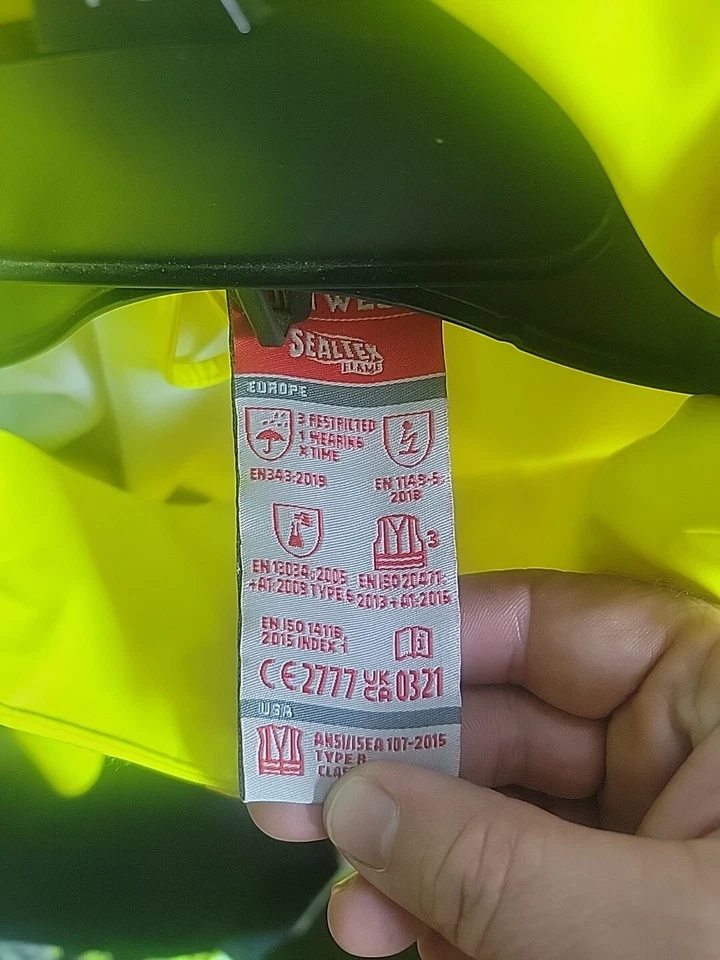 SEALTEX
FLAME
EUROPE
3 RESTRICTED
1 WEARING
X TIME
EN343:2019
EN 1149-5:
2018
3
EN 13034:2005
+A1:2009 TYPE 6
EN ISO 20471:
2013 + A1:2016
EN ISO 14116:
2015 INDEX 1
i
CE 2777 UK
CA 0321
USA
ANSI/ISEA 107-2015
TYPE R